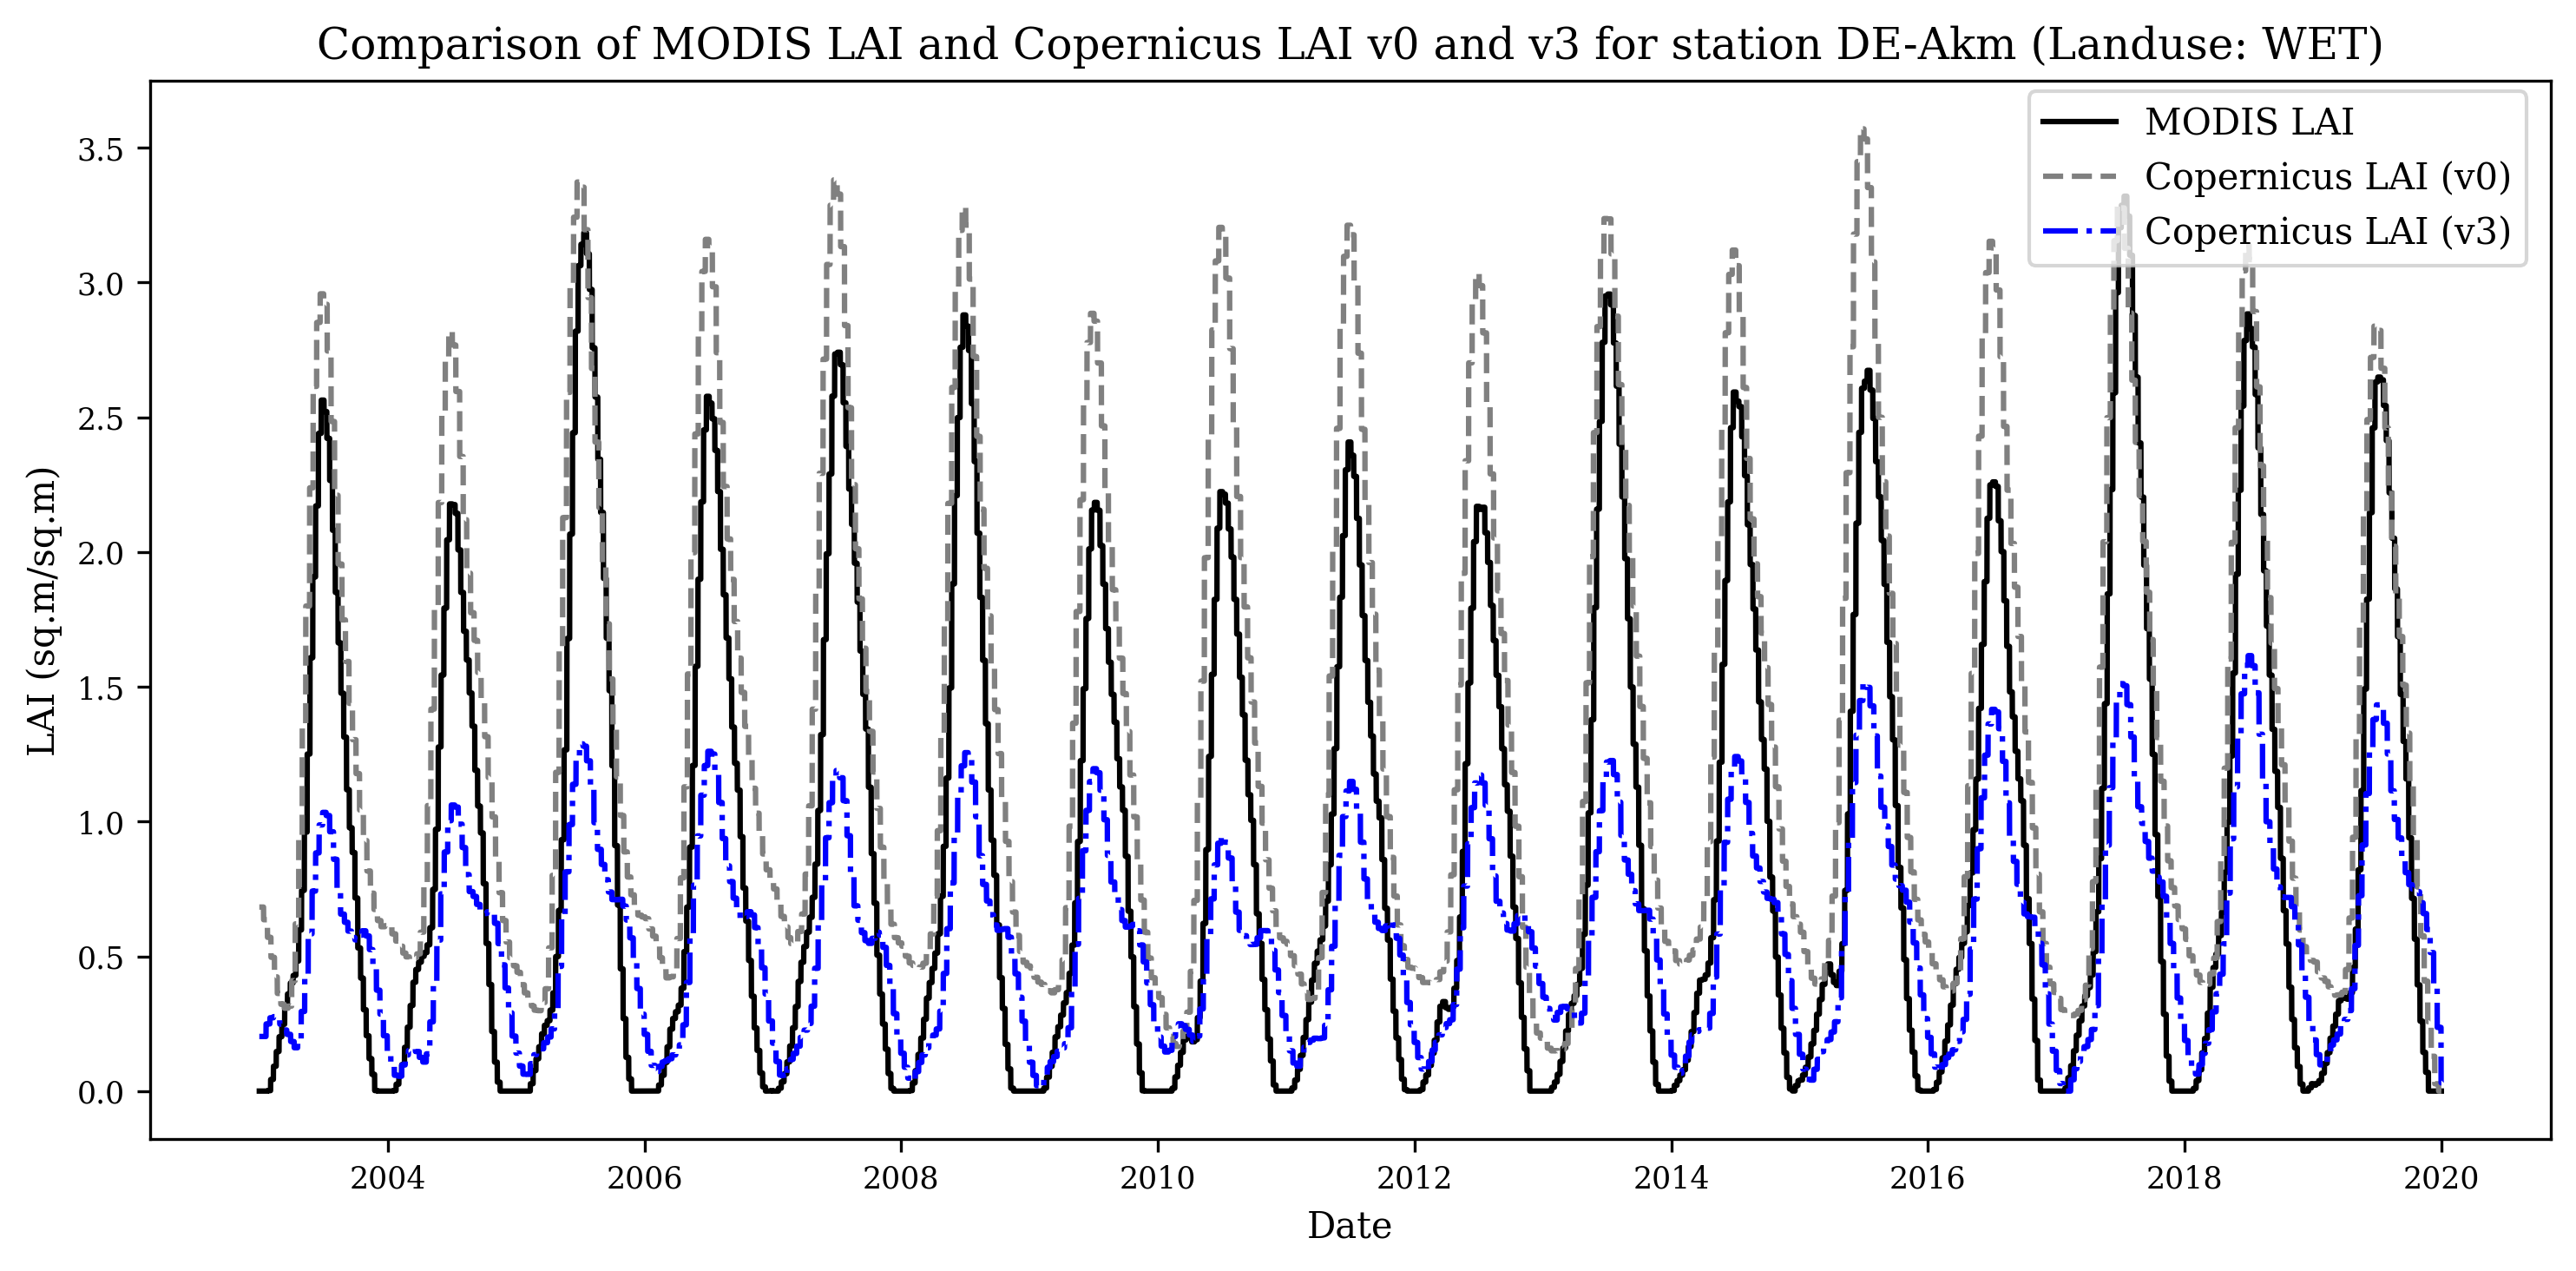 Comparison of MODIS LAI and Copernicus LAI v0 and v3 for station DE-Akm (Landuse: WET)
MODIS LAI
Copernicus LAI (v0)
Copernicus LAI (v3)
LAI (sq.m/sq.m)
3.5
3.0
2.5
2.0
1.5
1.0
0.5
0.0
2004 2006 2008 2010 2012 2014 2016 2018 2020
Date